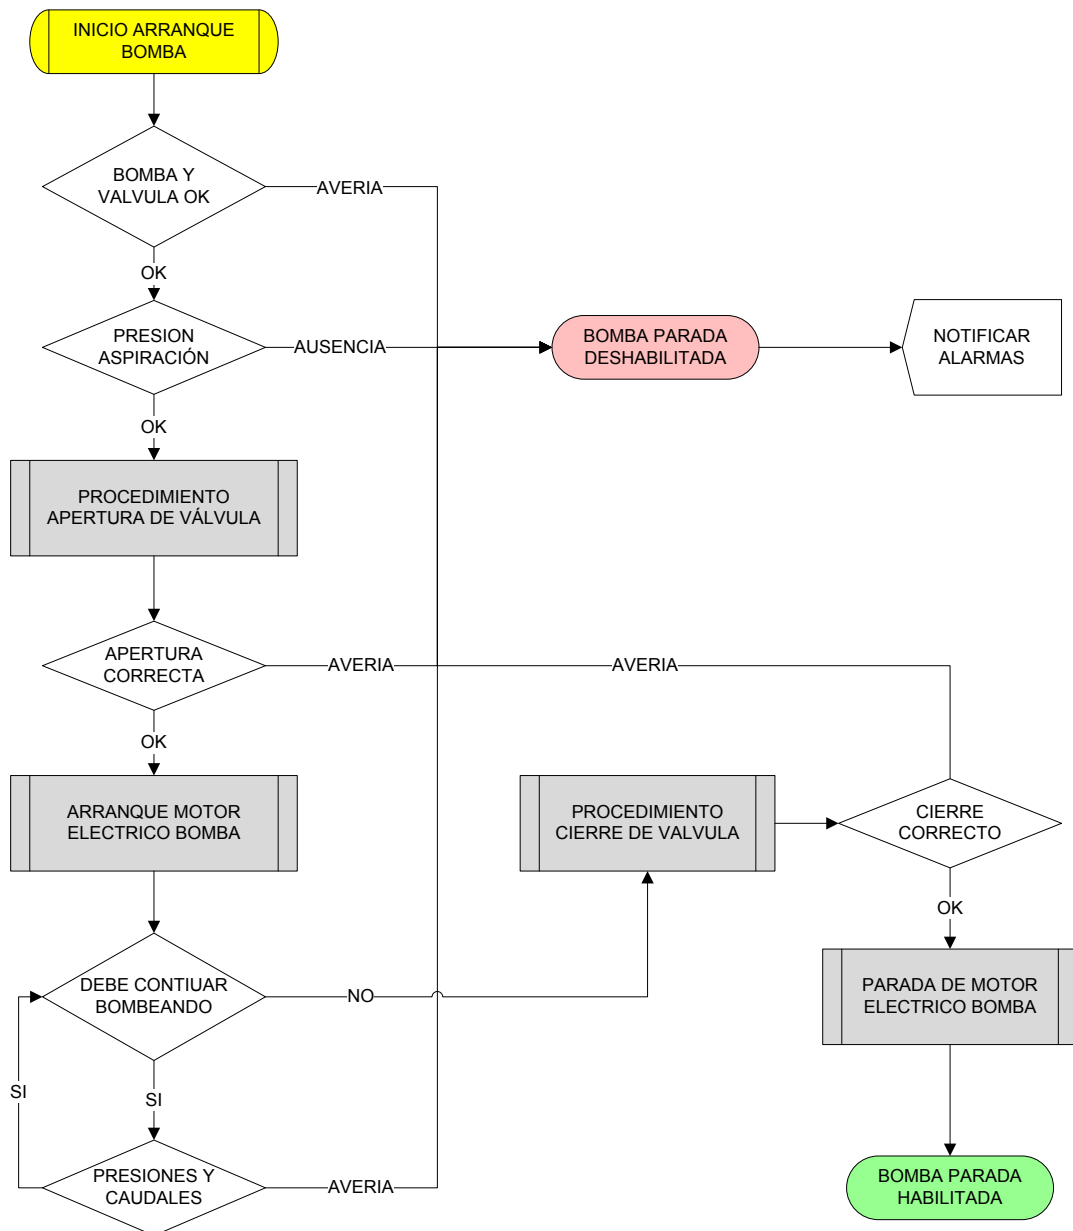 INICIO ARRANQUE
BOMBA
BOMBA Y
VALVULA OK
AVERIA
OK
PRESION
ASPIRACIÓN
AUSENCIA
BOMBA PARADA
DESHABILITADA
NOTIFICAR
ALARMAS
OK
PROCEDIMIENTO
APERTURA DE VÁLVULA
APERTURA
CORRECTA
AVERIA
AVERIA
OK
ARRANQUE MOTOR
ELECTRICO BOMBA
PROCEDIMIENTO
CIERRE DE VALVULA
CIERRE
CORRECTO
OK
DEBE CONTIUAR
BOMBEANDO
NO
PARADA DE MOTOR
ELECTRICO BOMBA
SI
SI
PRESIONES Y
CAUDALES
AVERIA
BOMBA PARADA
HABILITADA